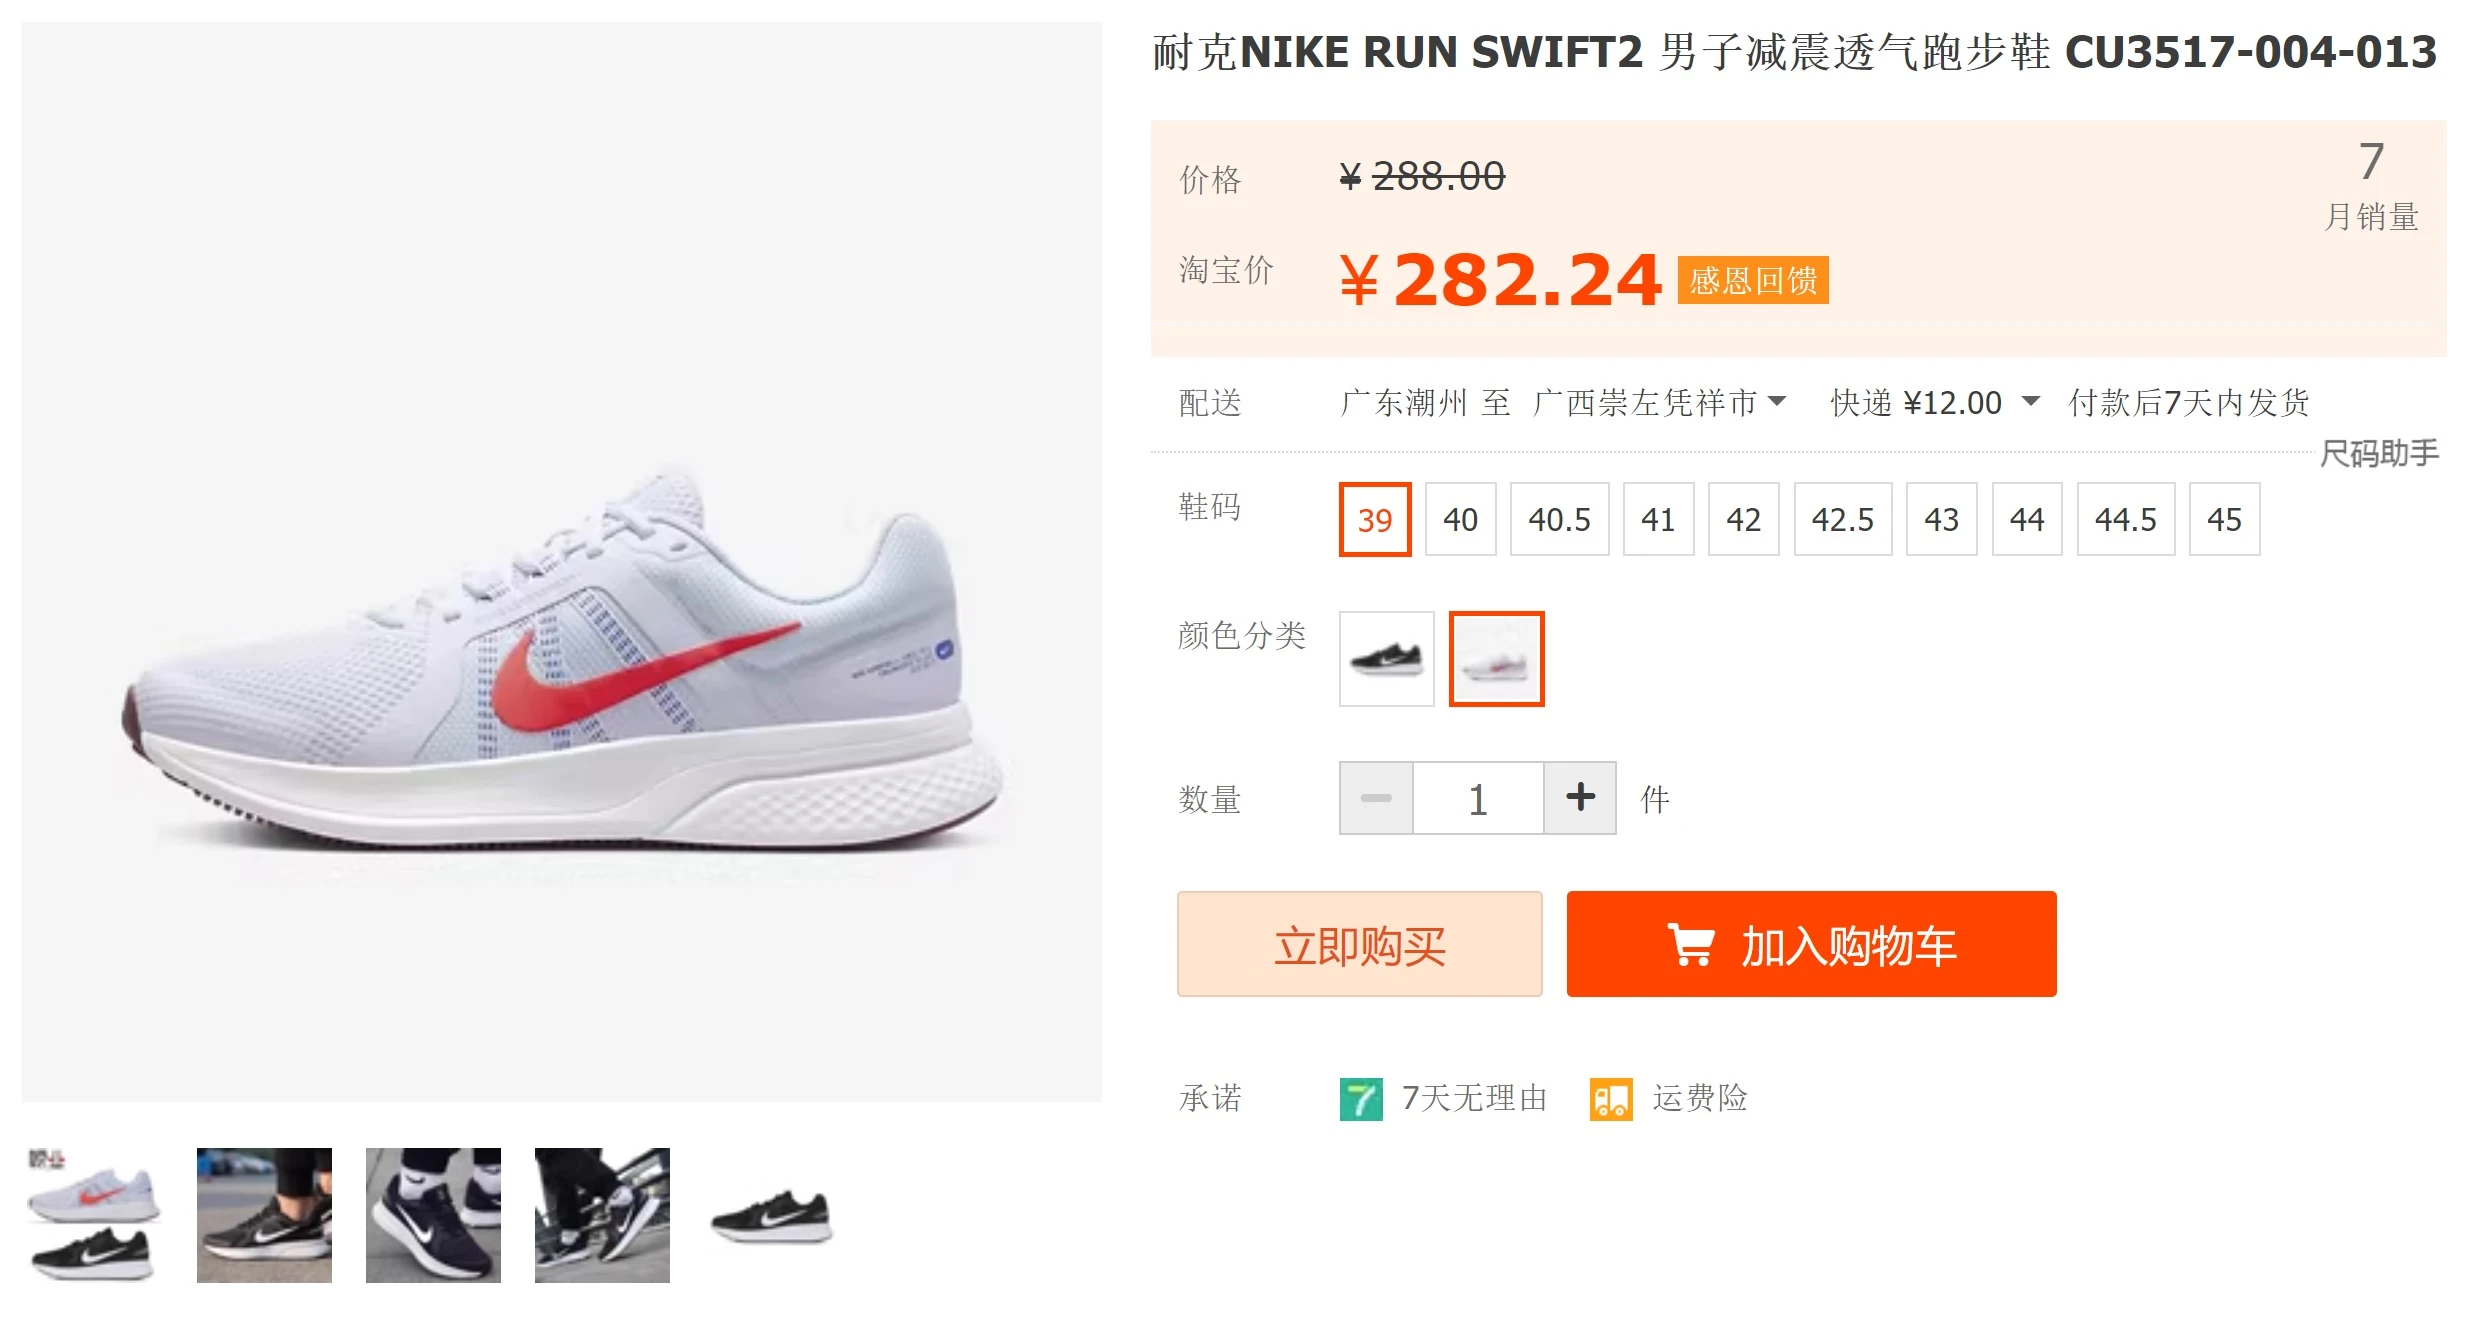 耐克NIKE RUN SWIFT2 男子减震透气跑步鞋 CU3517-004-013
价格 ¥ 288.00
7
月销量
淘宝价 ¥ 282.24 感恩回馈
配送 广东潮州 至 广西崇左凭祥市 快递 ¥12.00 付款后7天内发货
尺码助手
鞋码 39 40 40.5 41 42 42.5 43 44 44.5 45
颜色分类
数量 1 件
立即购买 加入购物车
承诺 7 7天无理由 运费险